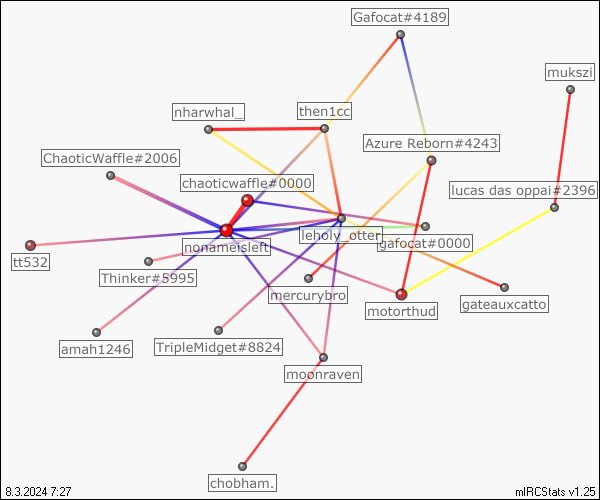 Gafocat#4189
mukszi
nharwhal_
then1cc
Azure Reborn#4243
ChaoticWaffle#2006
chaoticwaffle#0000
lucas das oppai#2396
nonameisleft
leholy_otter
gafocat#0000
tt532
Thinker#5995
mercurybro
motorthud
gateauxcatto
amah1246
TripleMidget#8824
moonraven
chobham.
8.3.2024 7:27
mIRCStats v1.25